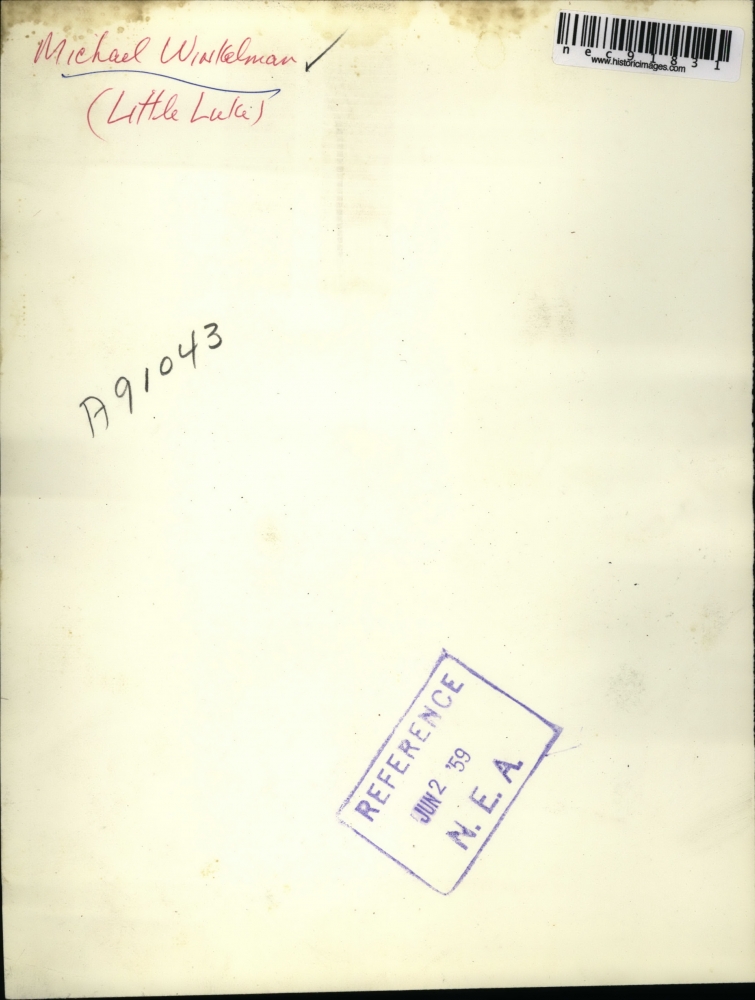 Michael Winkelman ✓
(Little Luke)
nec91831
www.historicimages.com
A91043
REFERENCE
JUN 2 '59
N. E. A.